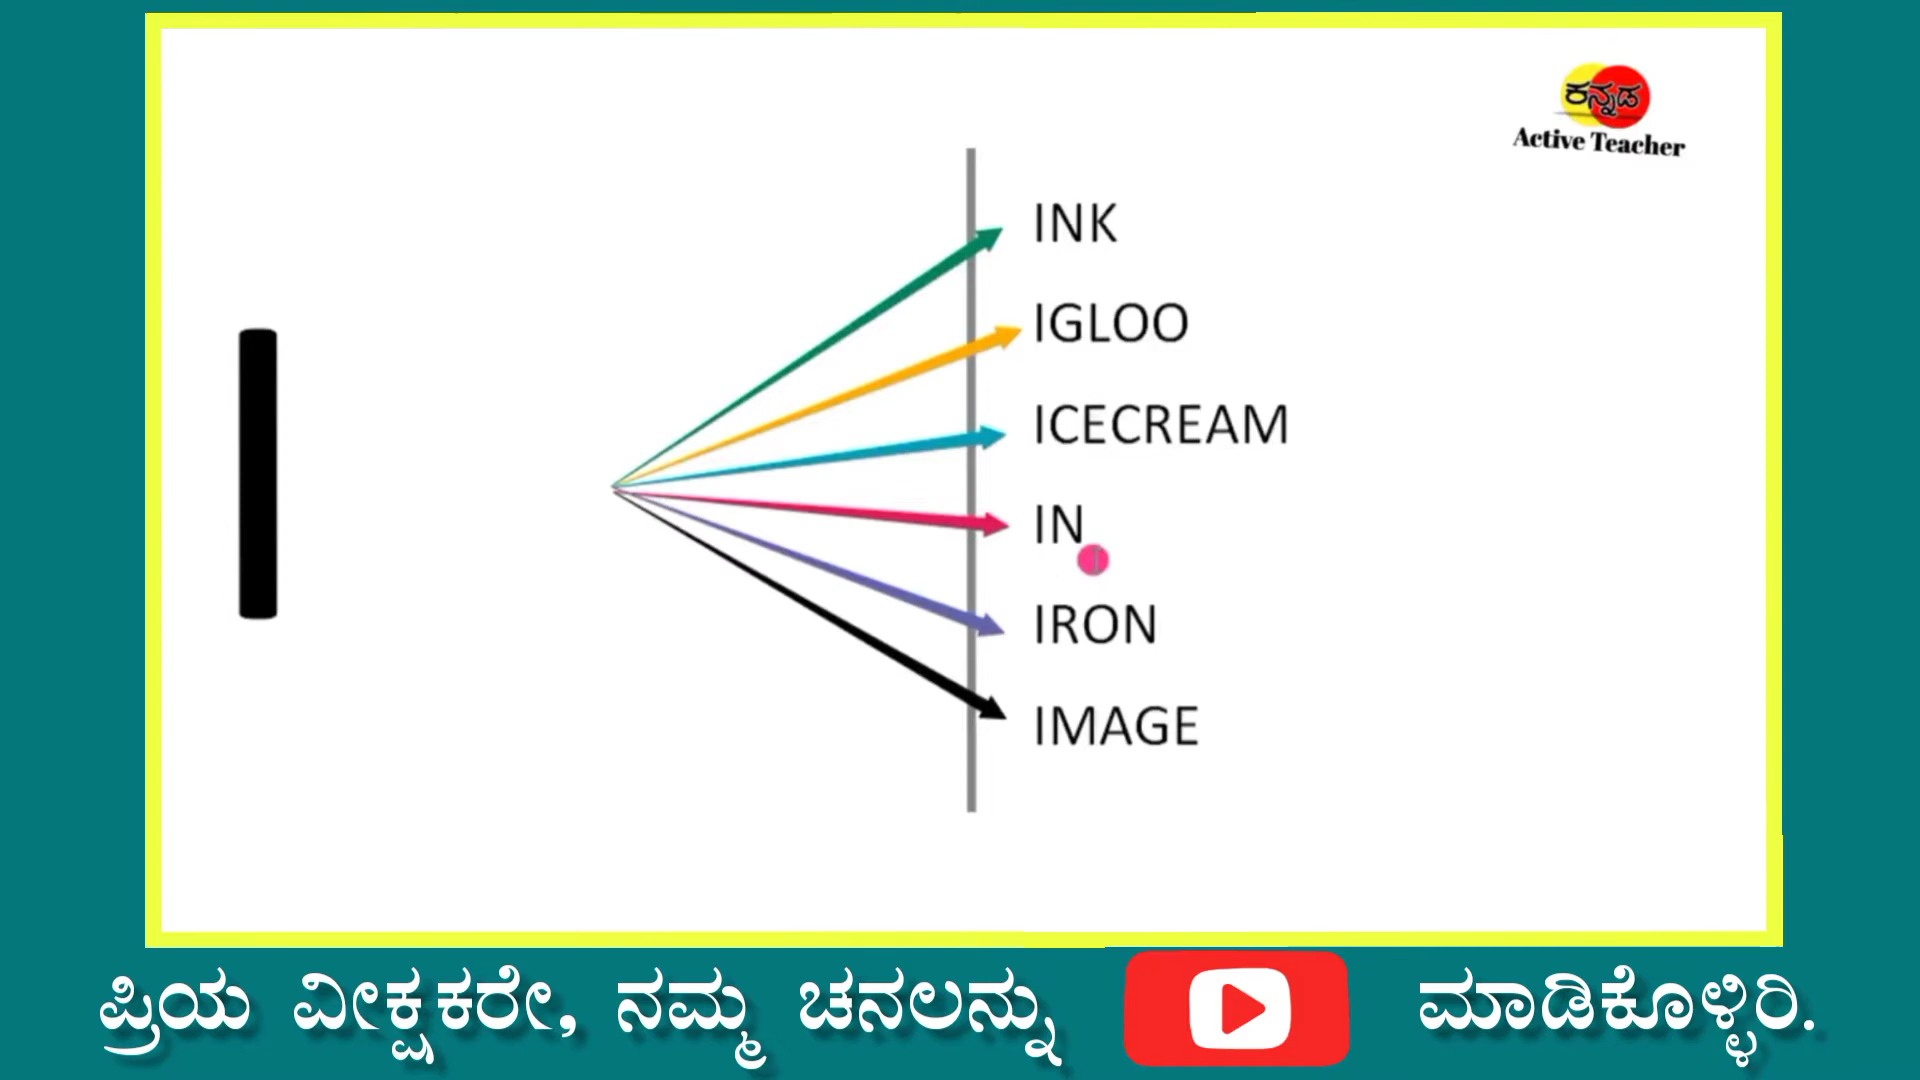 ಕನ್ನಡ
Active Teacher
I
INK
IGLOO
ICECREAM
IN
IRON
IMAGE
ಪ್ರಿಯ ವೀಕ್ಷಕರೇ, ನಮ್ಮ ಚನಲನ್ನು ಮಾಡಿಕೊಳ್ಳಿರಿ.